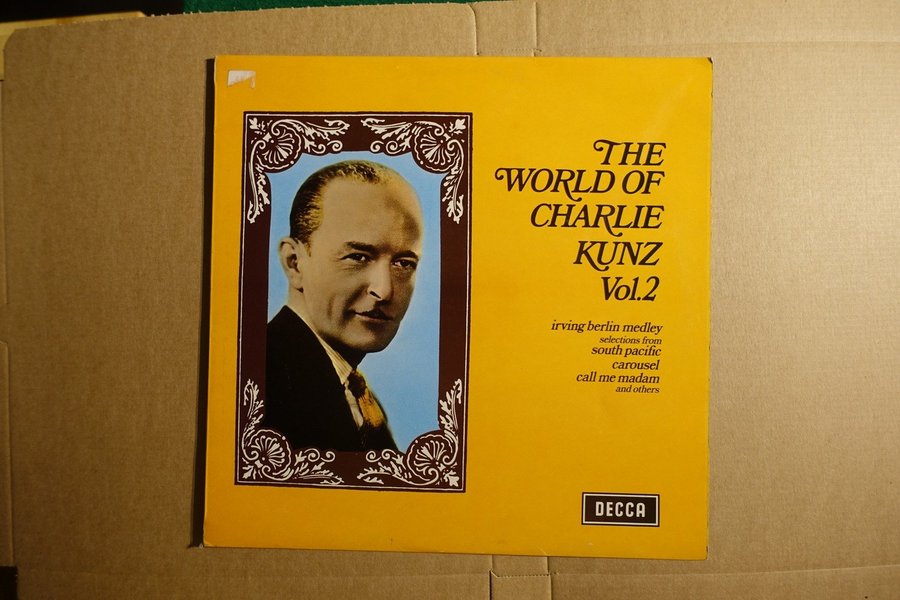 THE
WORLD OF
CHARLIE
KUNZ
Vol.2
irving berlin medley
selections from
south pacific
carousel
call me madam
and others
DECCA